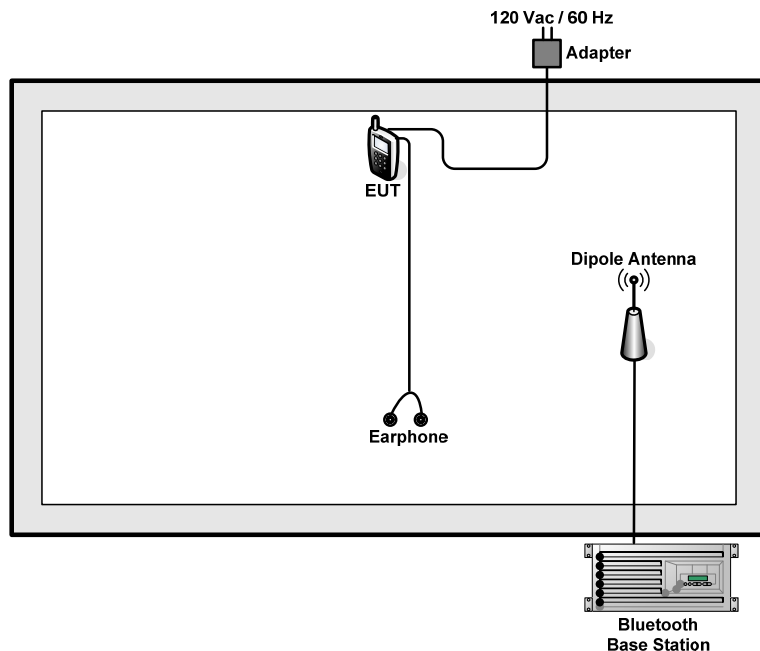 120 Vac / 60 Hz
Adapter
EUT
Dipole Antenna
Earphone
Bluetooth
Base Station